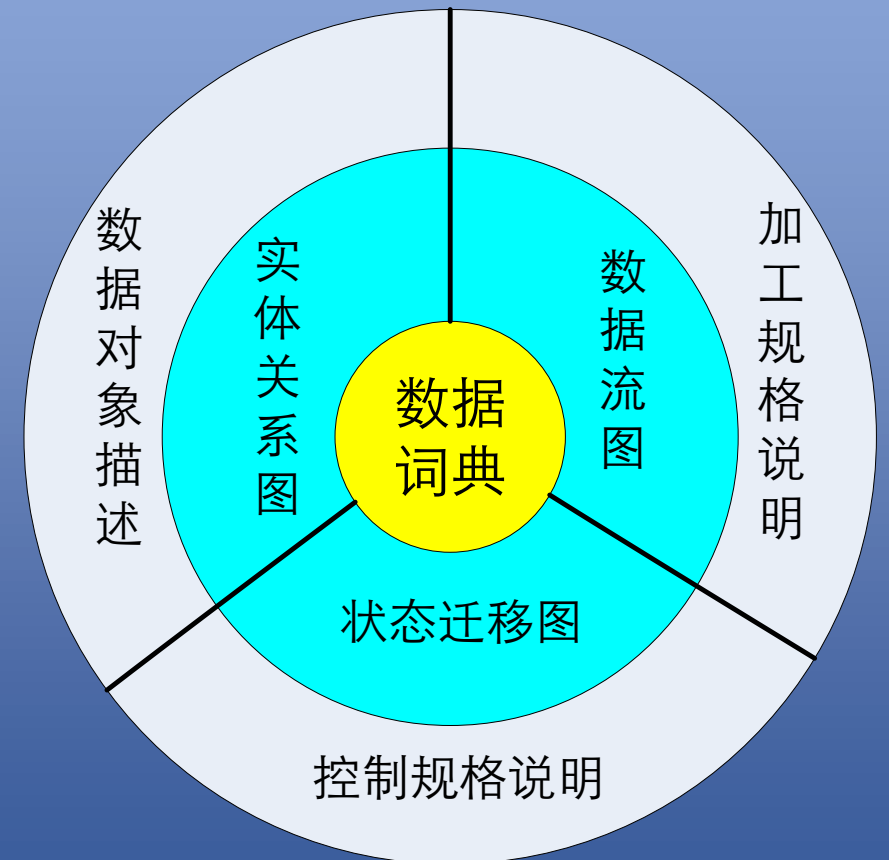 数据对象描述
实体关系图
数据
词典
数据流图
加工规格说明
状态迁移图
控制规格说明